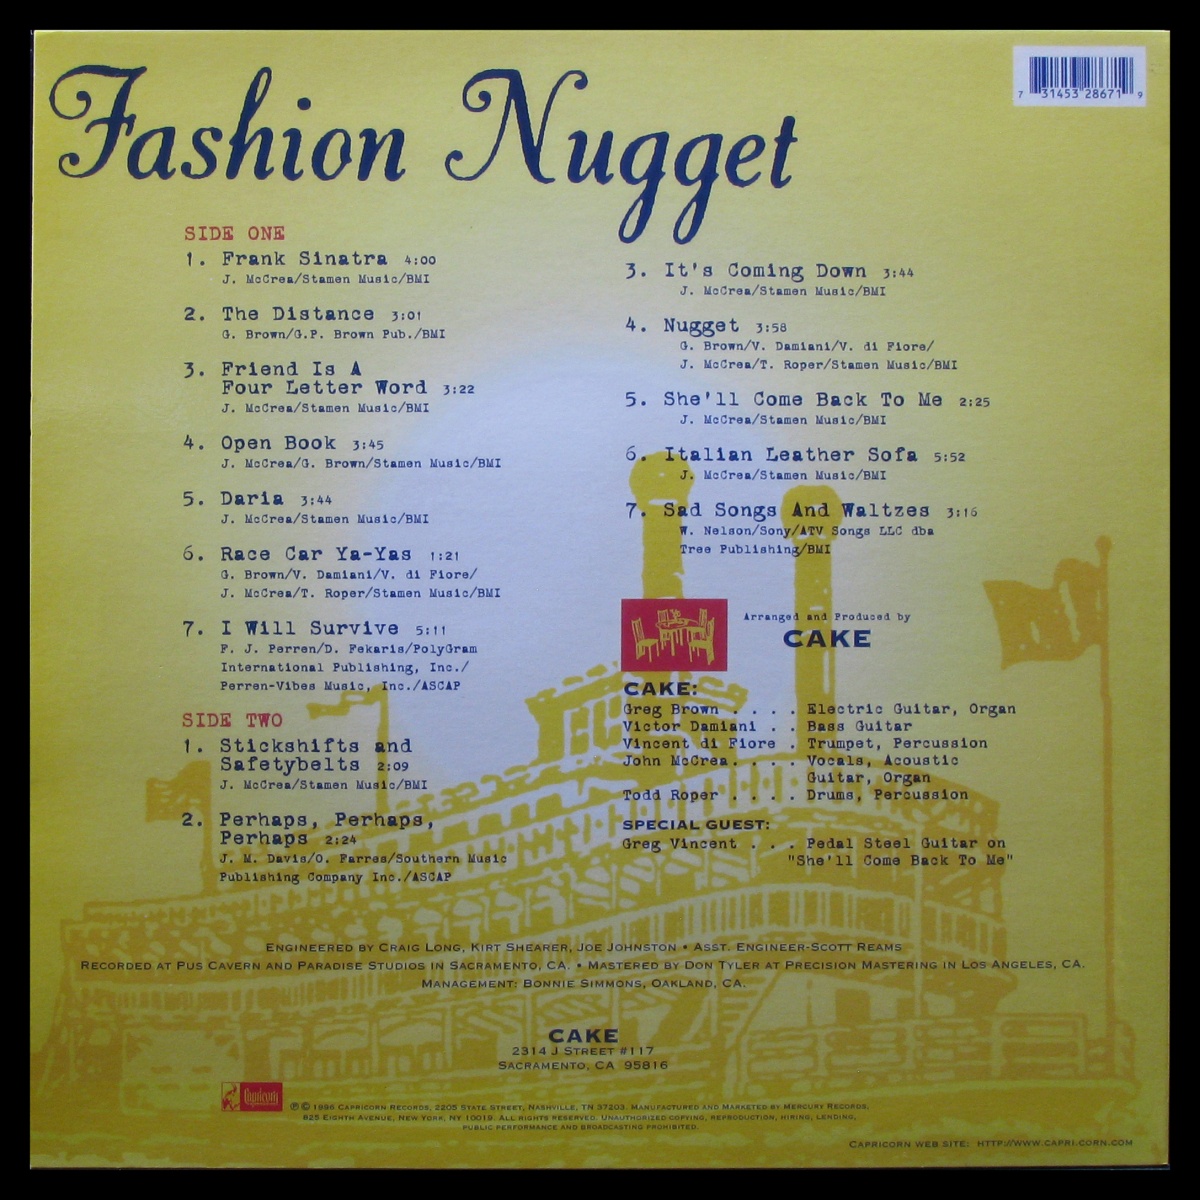 Fashion Nugget
7 31453 28671 9
SIDE ONE
1. Frank Sinatra 4:00
J. McCrea/Stamen Music/BMI
2. The Distance 3:01
G. Brown/G.P. Brown Pub./BMI
3. Friend Is A
Four Letter Word 3:22
J. McCrea/Stamen Music/BMI
4. Open Book 3:45
J. McCrea/G. Brown/Stamen Music/BMI
5. Daria 3:44
J. McCrea/Stamen Music/BMI
6. Race Car Ya-Yas 1:21
G. Brown/V. Damiani/V. di Fiore/
J. McCrea/T. Roper/Stamen Music/BMI
7. I Will Survive 5:11
F. J. Perren/D. Fekaris/PolyGram
International Publishing, Inc./
Perren-Vibes Music, Inc./ASCAP
SIDE TWO
1. Stickshifts and
Safetybelts 2:09
J. McCrea/Stamen Music/BMI
2. Perhaps, Perhaps,
Perhaps 2:24
J. M. Davis/O. Farres/Southern Music
Publishing Company Inc./ASCAP
3. It's Coming Down 3:44
J. McCrea/Stamen Music/BMI
4. Nugget 3:58
G. Brown/V. Damiani/V. di Fiore/
J. McCrea/T. Roper/Stamen Music/BMI
5. She'll Come Back To Me 2:25
J. McCrea/Stamen Music/BMI
6. Italian Leather Sofa 5:52
J. McCrea/Stamen Music/BMI
7. Sad Songs And Waltzes 3:16
W. Nelson/Sony/ATV Songs LLC dba
Tree Publishing/BMI
Arranged and Produced by
CAKE
CAKE:
Greg Brown . . . . Electric Guitar, Organ
Victor Damiani . . Bass Guitar
Vincent di Fiore . Trumpet, Percussion
John McCrea. . . . Vocals, Acoustic
Guitar, Organ
Todd Roper . . . . Drums, Percussion
SPECIAL GUEST:
Greg Vincent . . . Pedal Steel Guitar on
"She'll Come Back To Me"
ENGINEERED BY CRAIG LONG, KIRT SHEARER, JOE JOHNSTON • ASST. ENGINEER-SCOTT REAMS
RECORDED AT PUS CAVERN AND PARADISE STUDIOS IN SACRAMENTO, CA. • MASTERED BY DON TYLER AT PRECISION MASTERING IN LOS ANGELES, CA.
MANAGEMENT: BONNIE SIMMONS, OAKLAND, CA.
CAKE
2314 J STREET #117
SACRAMENTO, CA 95816
Capricorn
℗© 1996 CAPRICORN RECORDS, 2205 STATE STREET, NASHVILLE, TN 37203. MANUFACTURED AND MARKETED BY MERCURY RECORDS,
825 EIGHTH AVENUE, NEW YORK, NY 10019. ALL RIGHTS RESERVED. UNAUTHORIZED COPYING, REPRODUCTION, HIRING, LENDING,
PUBLIC PERFORMANCE AND BROADCASTING PROHIBITED.
CAPRICORN WEB SITE: HTTP://WWW.CAPRI.CORN.COM